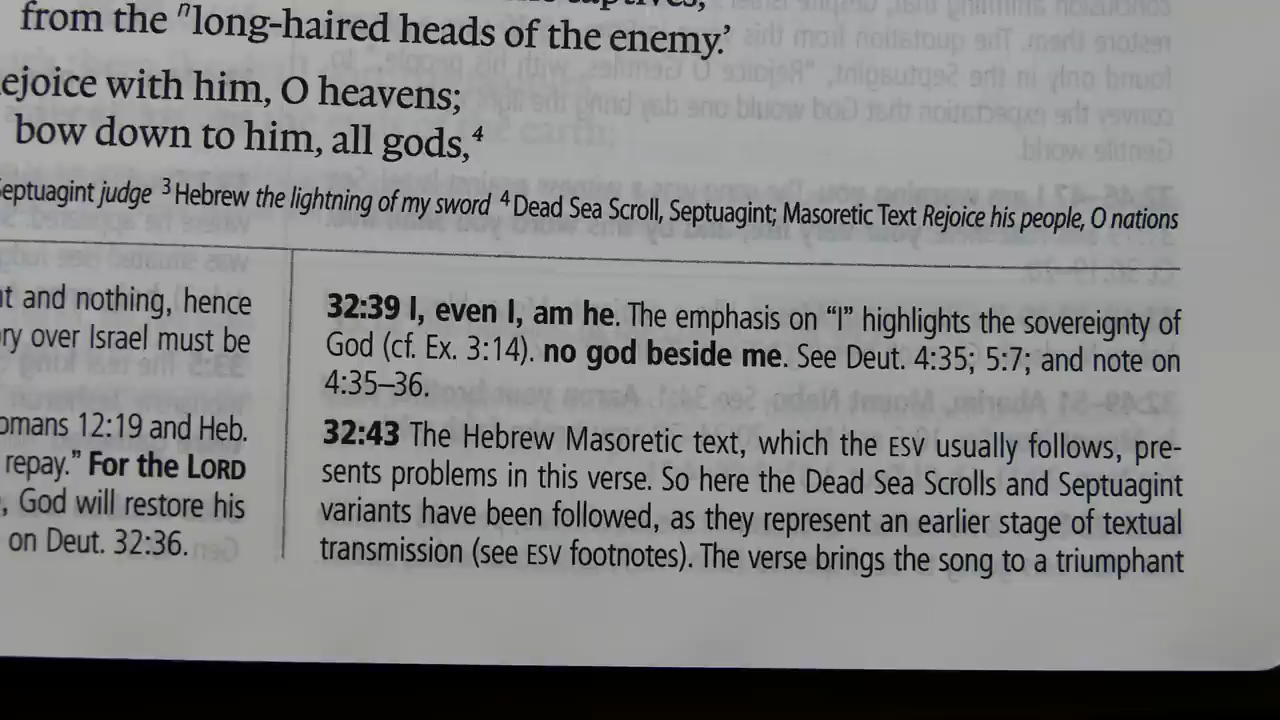 from the ⁿlong-haired heads of the enemy.'
ejoice with him, O heavens;
bow down to him, all gods,⁴
eptuagint judge ³ Hebrew the lightning of my sword ⁴ Dead Sea Scroll, Septuagint; Masoretic Text Rejoice his people, O nations
t and nothing, hence
ry over Israel must be
omans 12:19 and Heb.
repay.” For the LORD
, God will restore his
on Deut. 32:36.
32:39 I, even I, am he. The emphasis on “I” highlights the sovereignty of
God (cf. Ex. 3:14). no god beside me. See Deut. 4:35; 5:7; and note on
4:35–36.
32:43 The Hebrew Masoretic text, which the ESV usually follows, pre-
sents problems in this verse. So here the Dead Sea Scrolls and Septuagint
variants have been followed, as they represent an earlier stage of textual
transmission (see ESV footnotes). The verse brings the song to a triumphant